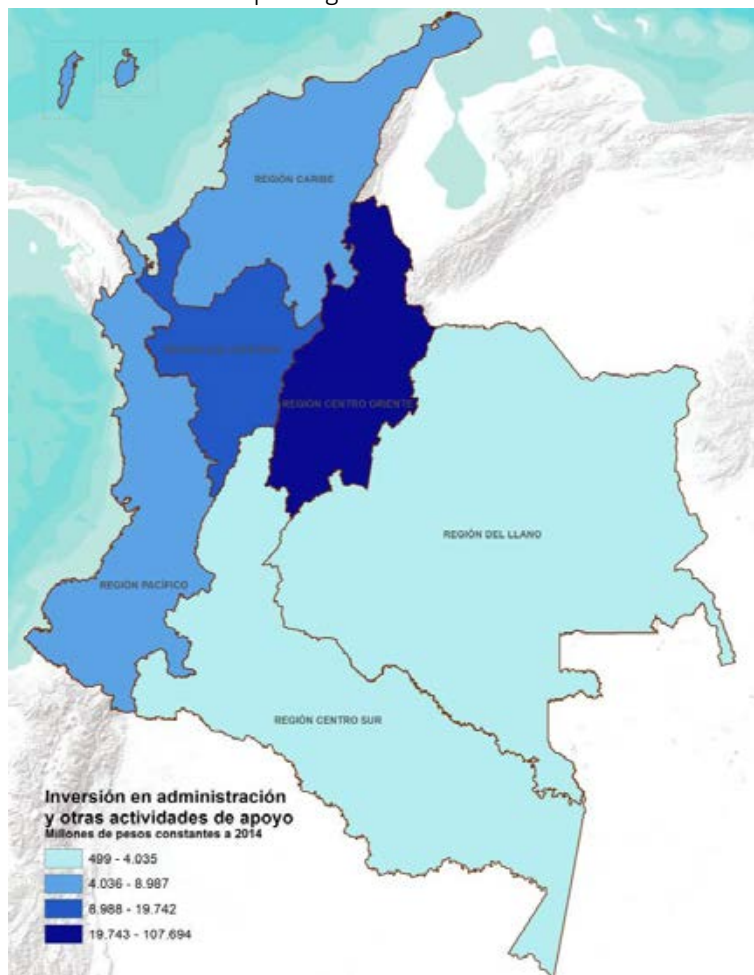 REGIÓN CARIBE
REGIÓN CENTRO ORIENTE
REGIÓN DEL LLANO
REGIÓN PACÍFICO
REGIÓN CENTRO SUR
Inversión en administración
y otras actividades de apoyo
Millones de pesos constantes a 2014
499 - 4.035
4.036 - 8.987
8.988 - 19.742
19.743 - 107.694